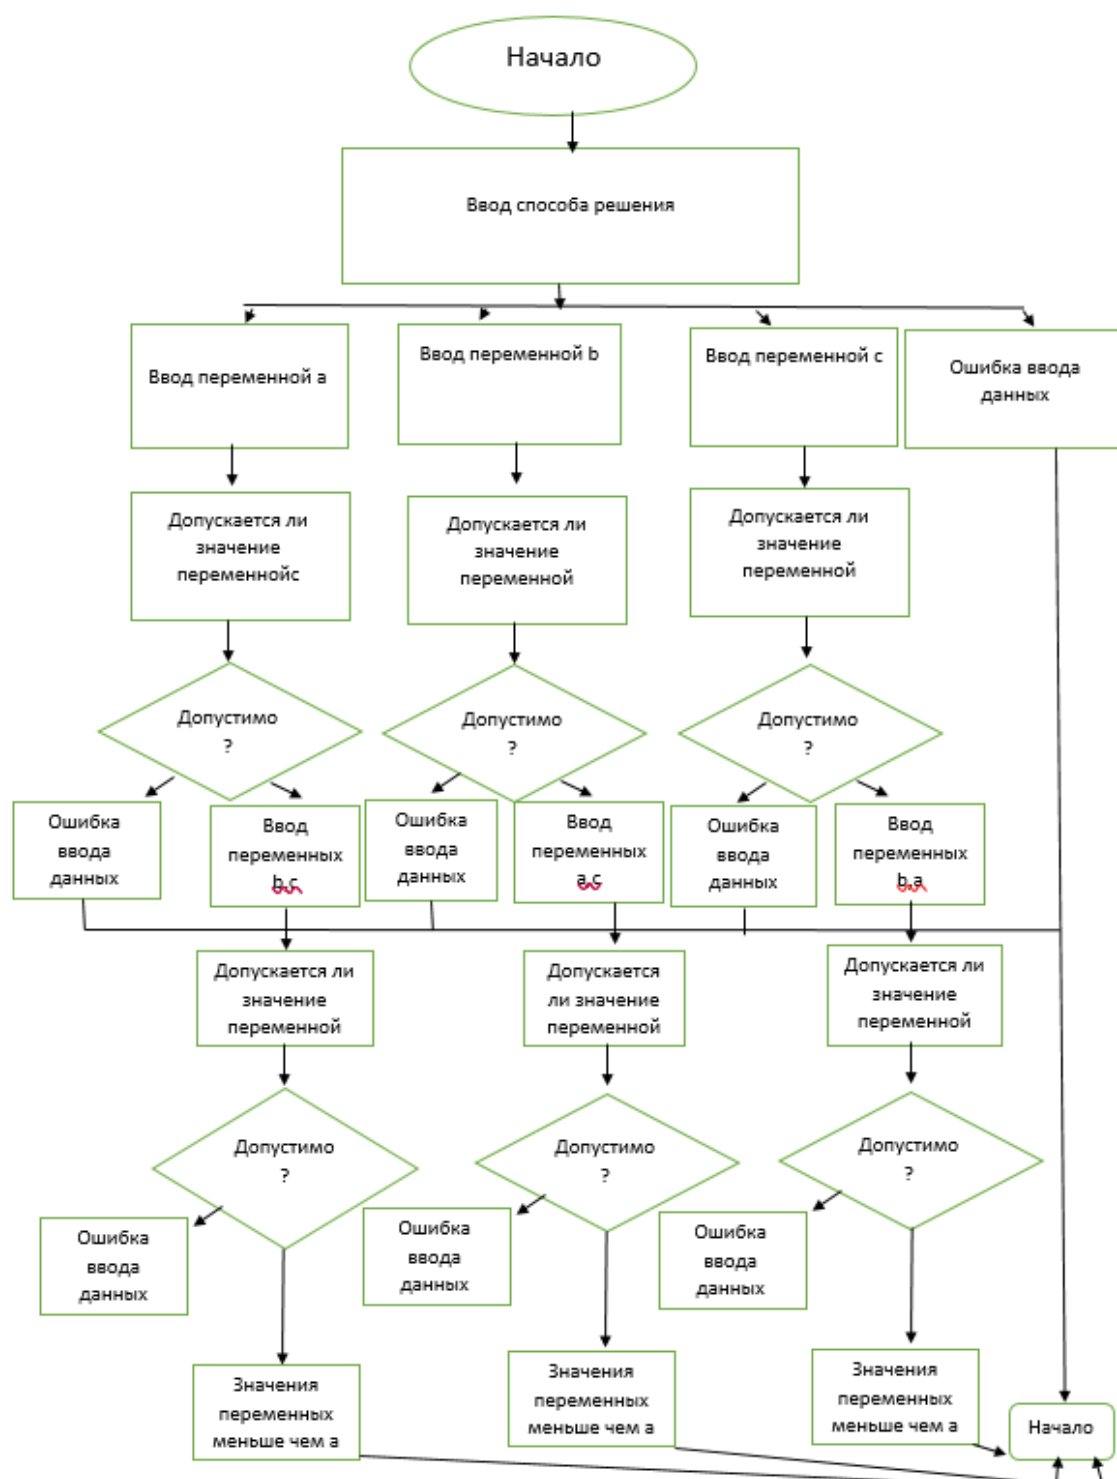 Начало
Ввод способа решения
Ввод переменной a
Ввод переменной b
Ввод переменной с
Ошибка ввода
данных
Допускается ли
значение
переменнойс
Допускается ли
значение
переменной
Допускается ли
значение
переменной
Допустимо
?
Допустимо
?
Допустимо
?
Ошибка
ввода
данных
Ввод
переменных
b,c
Ошибка
ввода
данных
Ввод
переменных
a,c
Ошибка
ввода
данных
Ввод
переменных
b,a
Допускается ли
значение
переменной
Допускается
ли значение
переменной
Допускается ли
значение
переменной
Допустимо
?
Допустимо
?
Допустимо
?
Ошибка
ввода
данных
Ошибка
ввода
данных
Ошибка
ввода
данных
Значения
переменных
меньше чем а
Значения
переменных
меньше чем а
Значения
переменных
меньше чем а
Начало